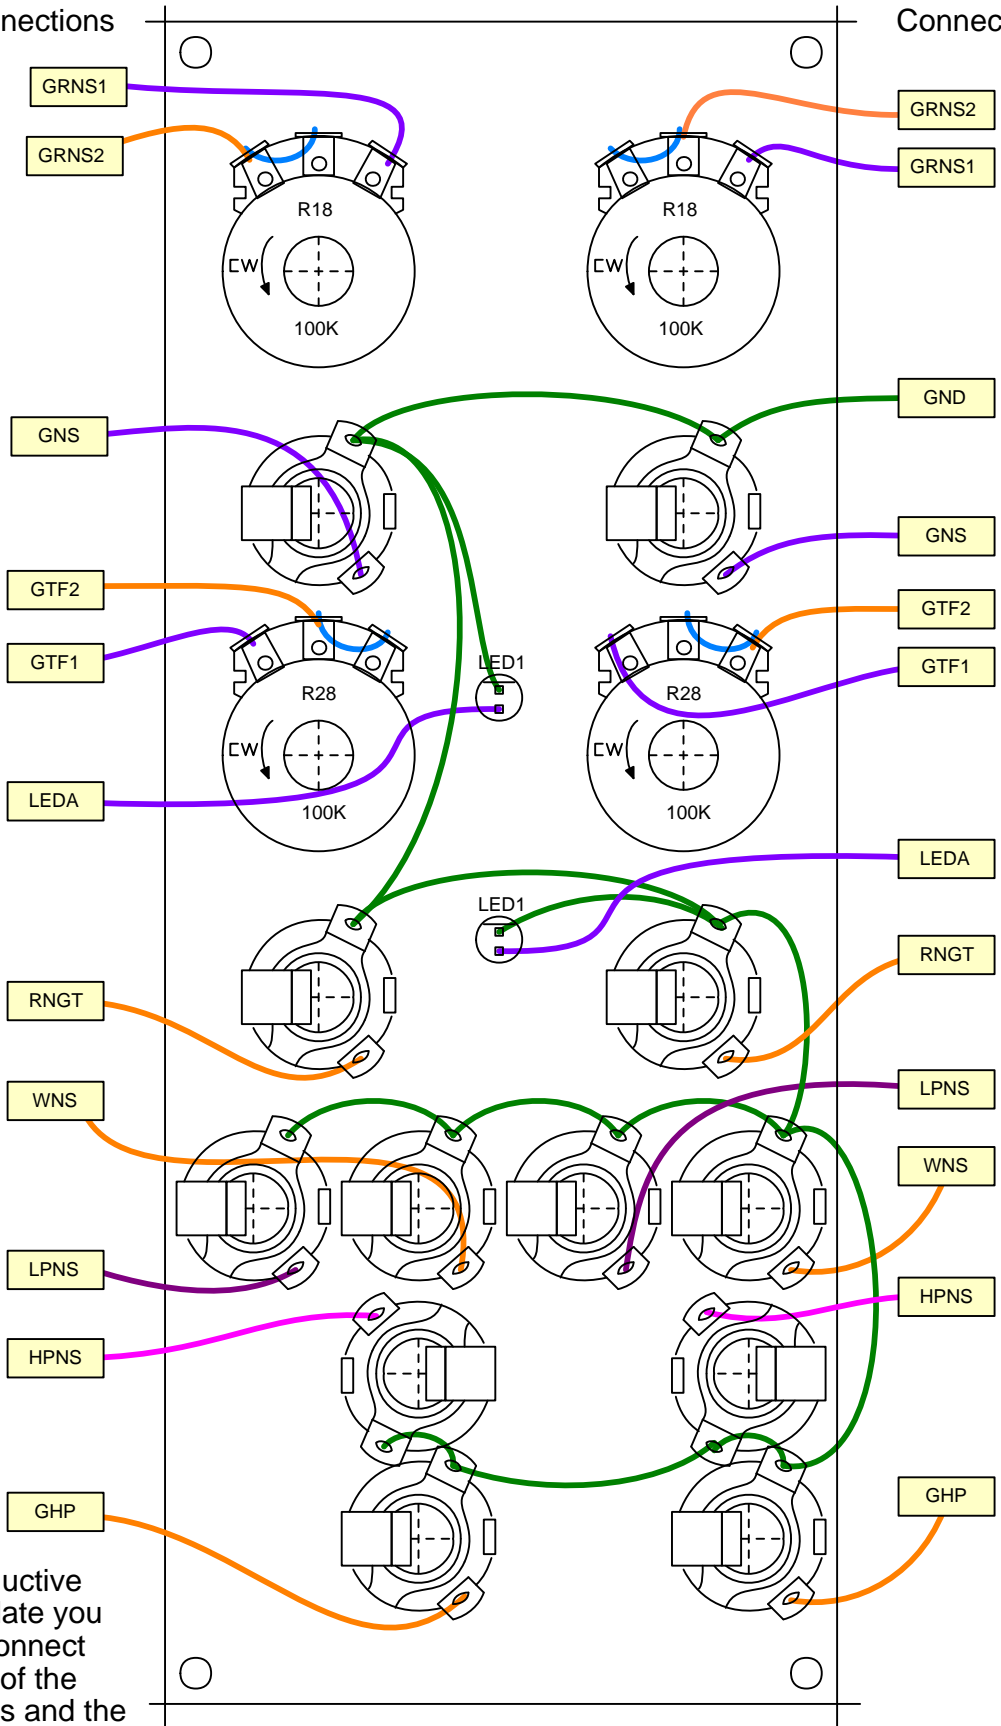 nnections
Connec
GRNS1
GRNS2
GRNS2
GRNS1
R18
CW
100K
R18
CW
100K
GNS
GND
GNS
GTF2
GTF1
GTF2
GTF1
R28
CW
100K
LED1
R28
CW
100K
LEDA
LEDA
LED1
RNGT
RNGT
WNS
LPNS
WNS
LPNS
HPNS
HPNS
GHP
GHP
uctive
late you
onnect
of the
s and the